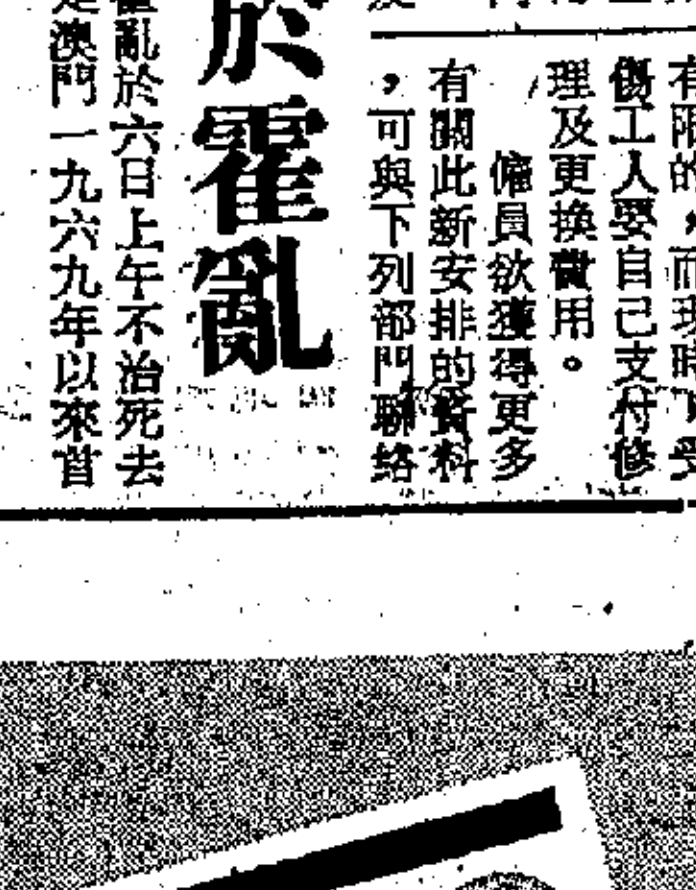 有限的，而現時
傷工人要自己支付修
理及更換費用。
僱員欲獲得更多
有關此新安排的資料
，可與下列部門聯絡
於霍亂
霍亂於六日上午不治死去
是澳門一九六九年以來首